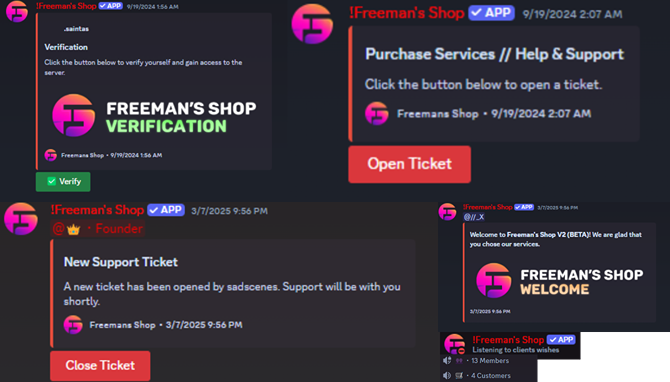 !Freeman's Shop ✓ APP 9/19/2024 1:56 AM
.saintas
Verification
Click the button below to verify yourself and gain access to the
server.
FREEMAN'S SHOP
VERIFICATION
Freemans Shop • 9/19/2024 1:56 AM
✅ Verify
!Freeman's Shop ✓ APP 9/19/2024 2:07 AM
Purchase Services // Help & Support
Click the button below to open a ticket.
Freemans Shop • 9/19/2024 2:07 AM
Open Ticket
!Freeman's Shop ✓ APP 3/7/2025 9:56 PM
@👑 • Founder
New Support Ticket
A new ticket has been opened by sadscenes. Support will be with you
shortly.
Freemans Shop • 3/7/2025 9:56 PM
Close Ticket
!Freeman's Shop ✓ APP 3/7/2025 9:56 PM
@//_X
Welcome to Freeman's Shop V2 (BETA)! We are glad that
you chose our services.
FREEMAN'S SHOP
WELCOME
3/7/2025 9:56 PM
!Freeman's Shop ✓ APP
Listening to clients wishes
• 13 Members
• 4 Customers